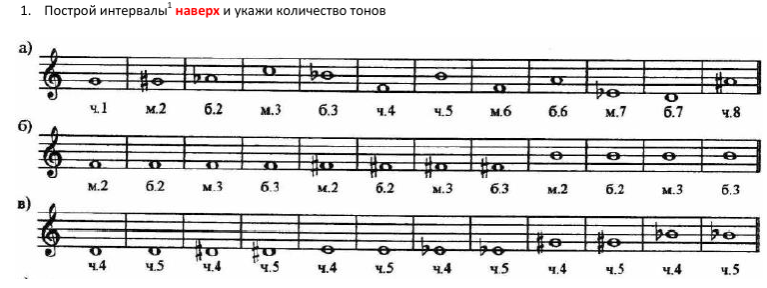 1. Построй интервалы¹ наверх и укажи количество тонов
а)
ч.1 м.2 б.2 м.3 б.3 ч.4 ч.5 м.6 б.6 м.7 б.7 ч.8
б)
м.2 б.2 м.3 б.3 м.2 б.2 м.3 б.3 м.2 б.2 м.3 б.3
в)
ч.4 ч.5 ч.4 ч.5 ч.4 ч.5 ч.4 ч.5 ч.4 ч.5 ч.4 ч.5